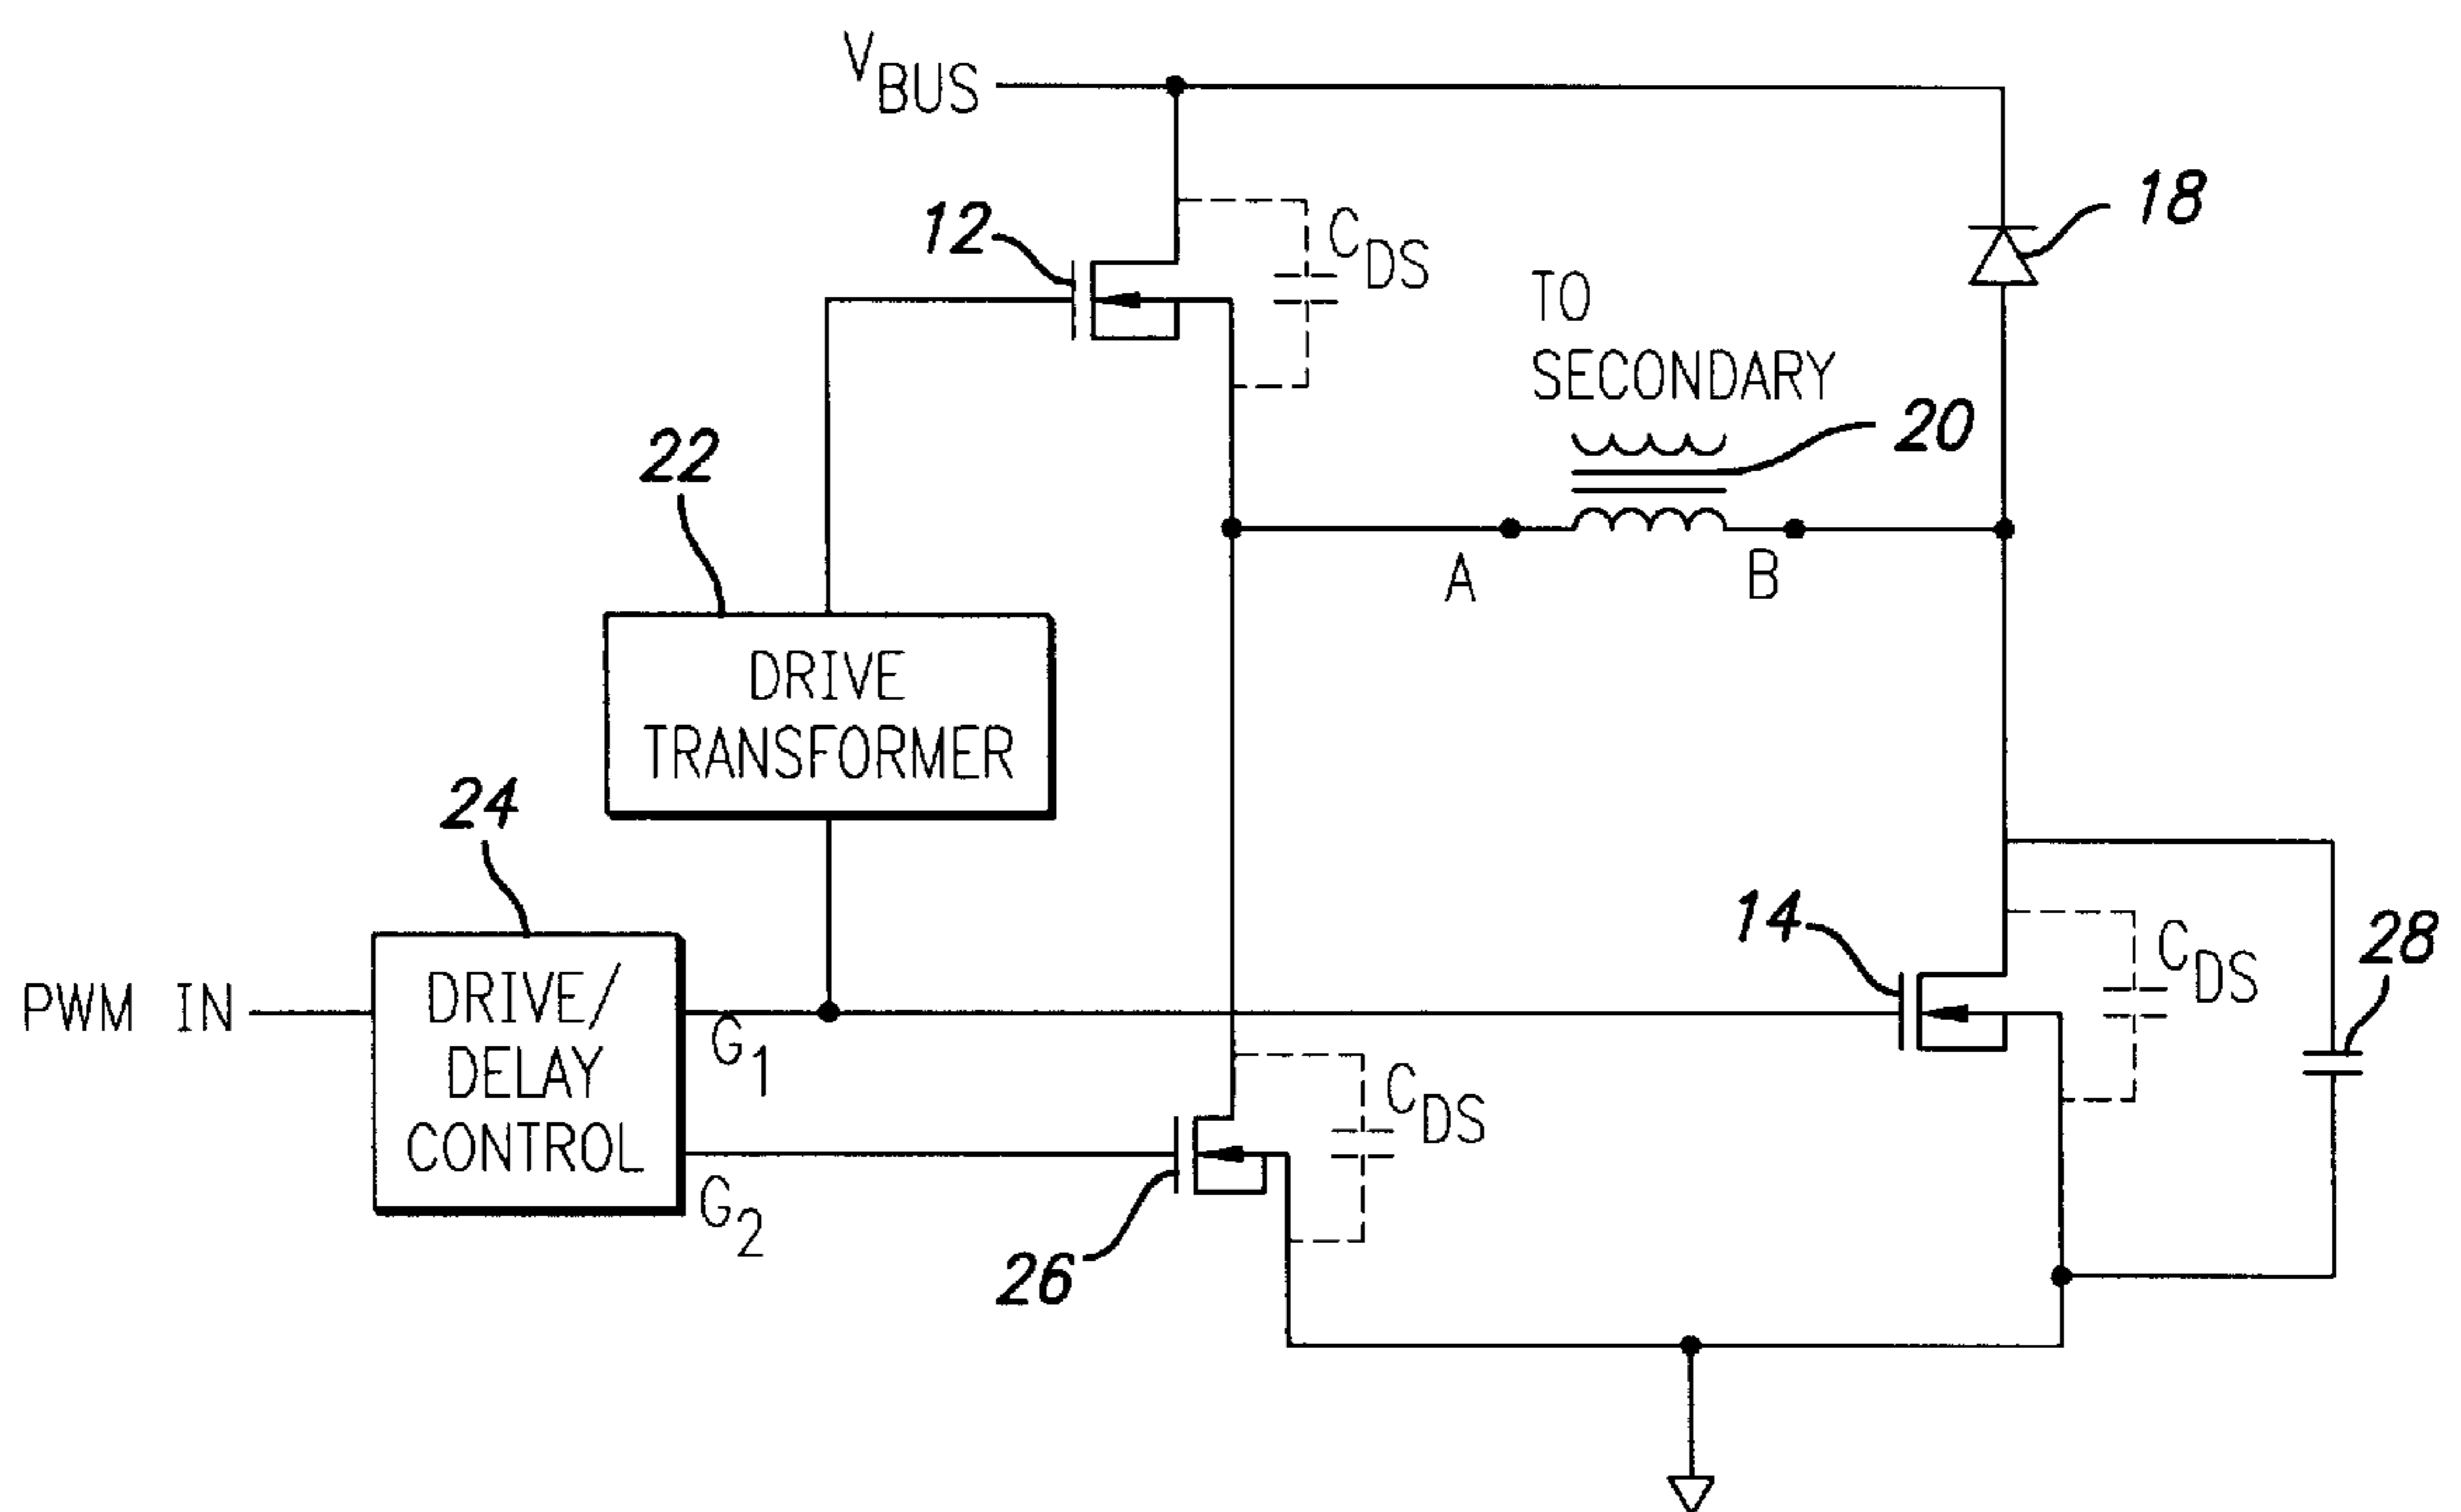 VBUS
12
CDS
18
TO
SECONDARY
20
22
A
B
DRIVE
TRANSFORMER
24
14
CDS
28
PWM IN
DRIVE/
DELAY
CONTROL
G1
CDS
G2
26